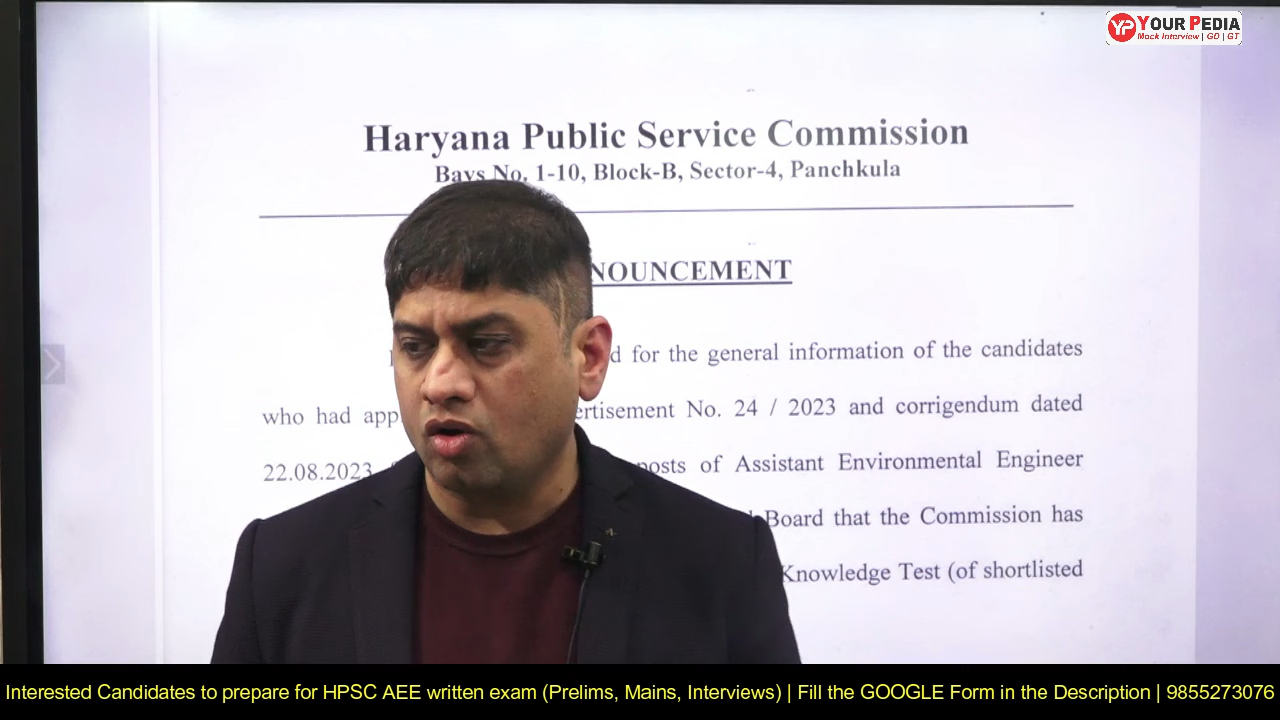 YP YOUR PEDIA
Mock Interview | GD | GT
Haryana Public Service Commission
Bays No. 1-10, Block-B, Sector-4, Panchkula
NOUNCEMENT
d for the general information of the candidates
who had app ertisement No. 24 / 2023 and corrigendum dated
22.08.2023 posts of Assistant Environmental Engineer
Board that the Commission has
Knowledge Test (of shortlisted
Interested Candidates to prepare for HPSC AEE written exam (Prelims, Mains, Interviews) | Fill the GOOGLE Form in the Description | 9855273076